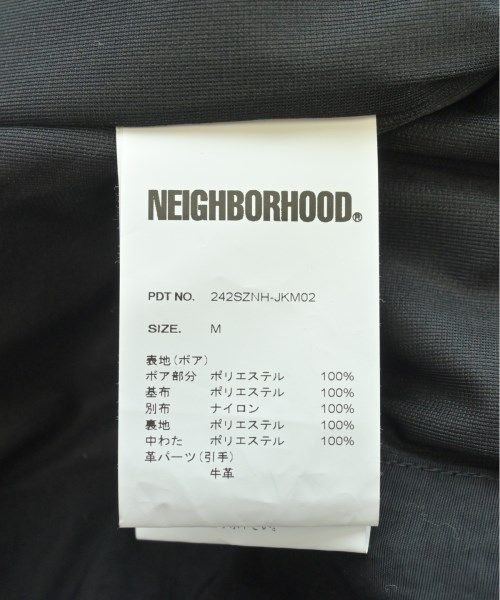 NEIGHBORHOOD®
PDT NO. 242SZNH-JKM02
SIZE. M
表地(ボア)
ボア部分 ポリエステル 100%
基布 ポリエステル 100%
別布 ナイロン 100%
裏地 ポリエステル 100%
中わた ポリエステル 100%
革パーツ(引手)
牛革